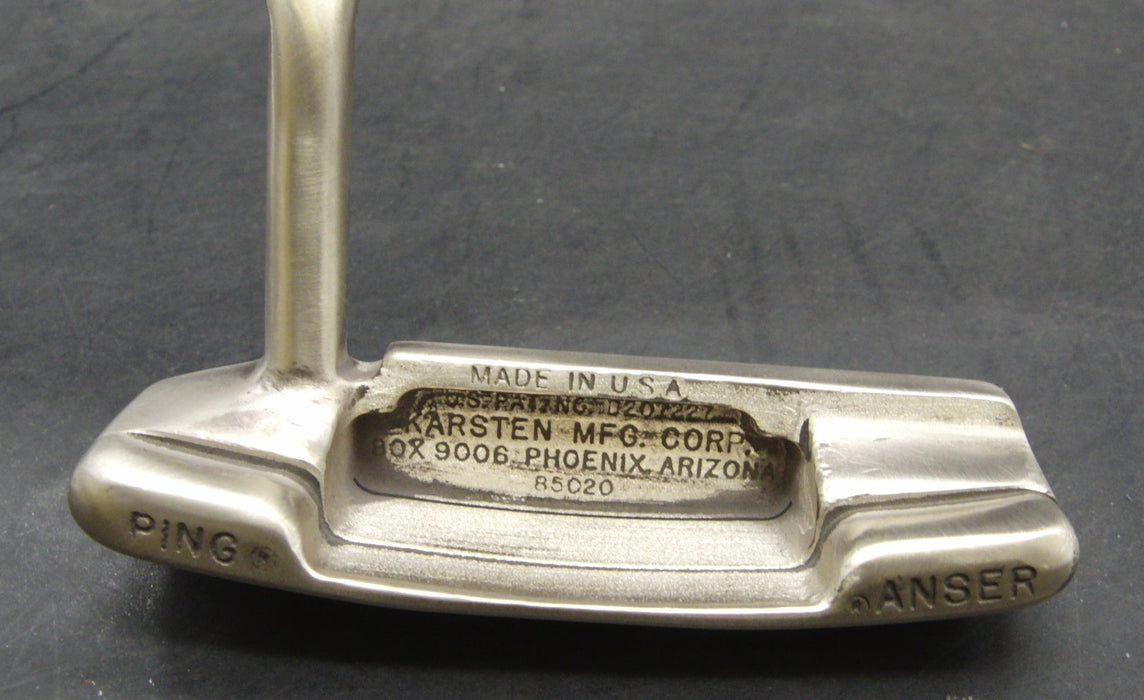 MADE IN U.S.A.
U.S. PAT. NO. D207227
KARSTEN MFG. CORP.
BOX 9006 PHOENIX, ARIZONA
85020
PING ®
ANSER